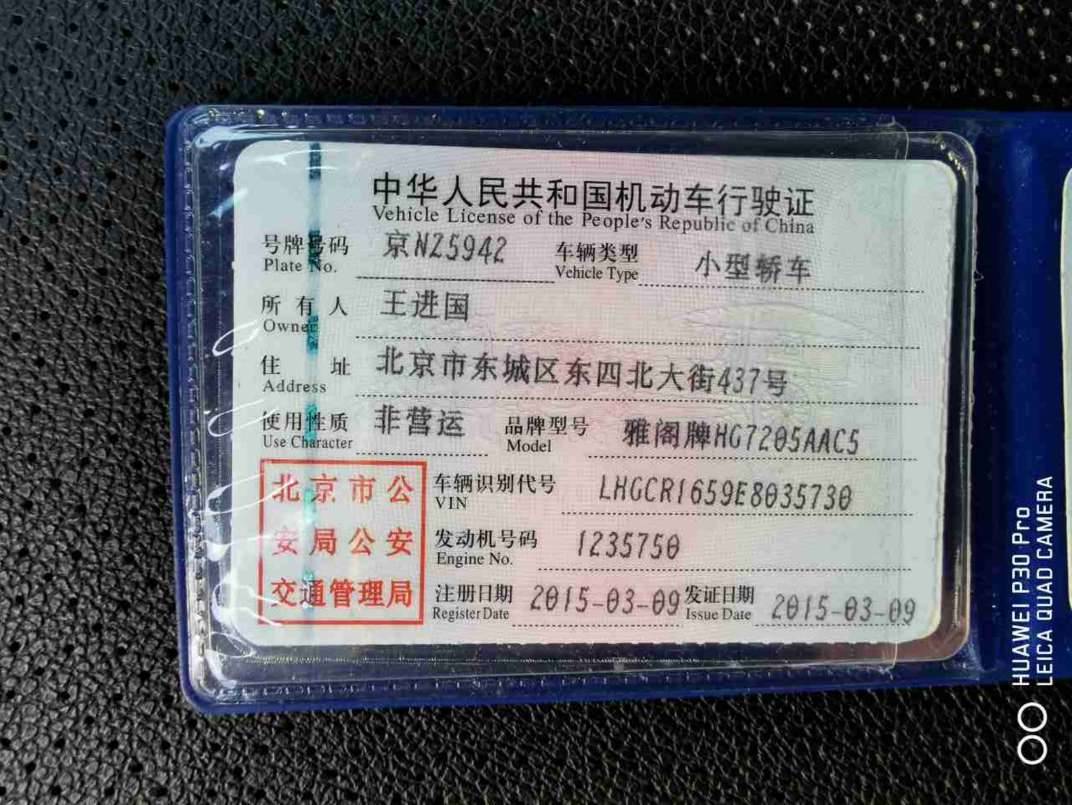 中华人民共和国机动车行驶证
Vehicle License of the People's Republic of China
号牌号码 京NZ5942 车辆类型 小型轿车
Plate No. Vehicle Type
所有人 王进国
Owner
住址 北京市东城区东四北大街437号
Address
使用性质 非营运 品牌型号 雅阁牌HG7205AAC5
Use Character Model
北京市公 车辆识别代号 LHGCR1659E8035730
VIN
安局公安 发动机号码 1235750
Engine No.
交通管理局 注册日期 2015-03-09 发证日期 2015-03-09
Register Date Issue Date
HUAWEI P30 Pro
LEICA QUAD CAMERA